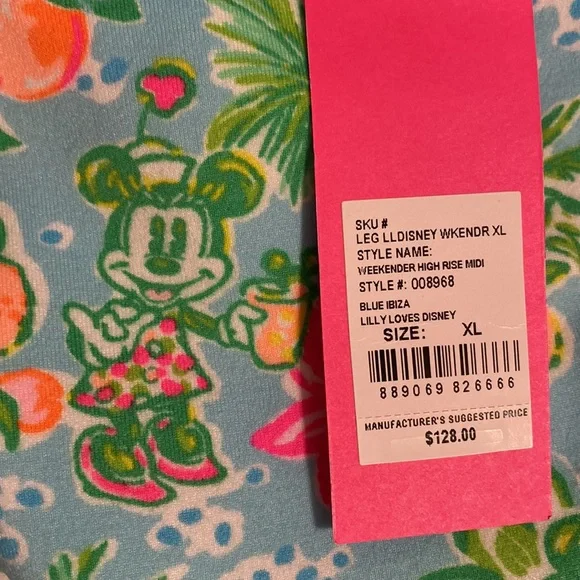 SKU #
LEG LLDISNEY WKENDR XL
STYLE NAME:
WEEKENDER HIGH RISE MIDI
STYLE #: 008968
BLUE IBIZA
LILLY LOVES DISNEY
SIZE: XL
889069 826666
MANUFACTURER'S SUGGESTED PRICE
$128.00